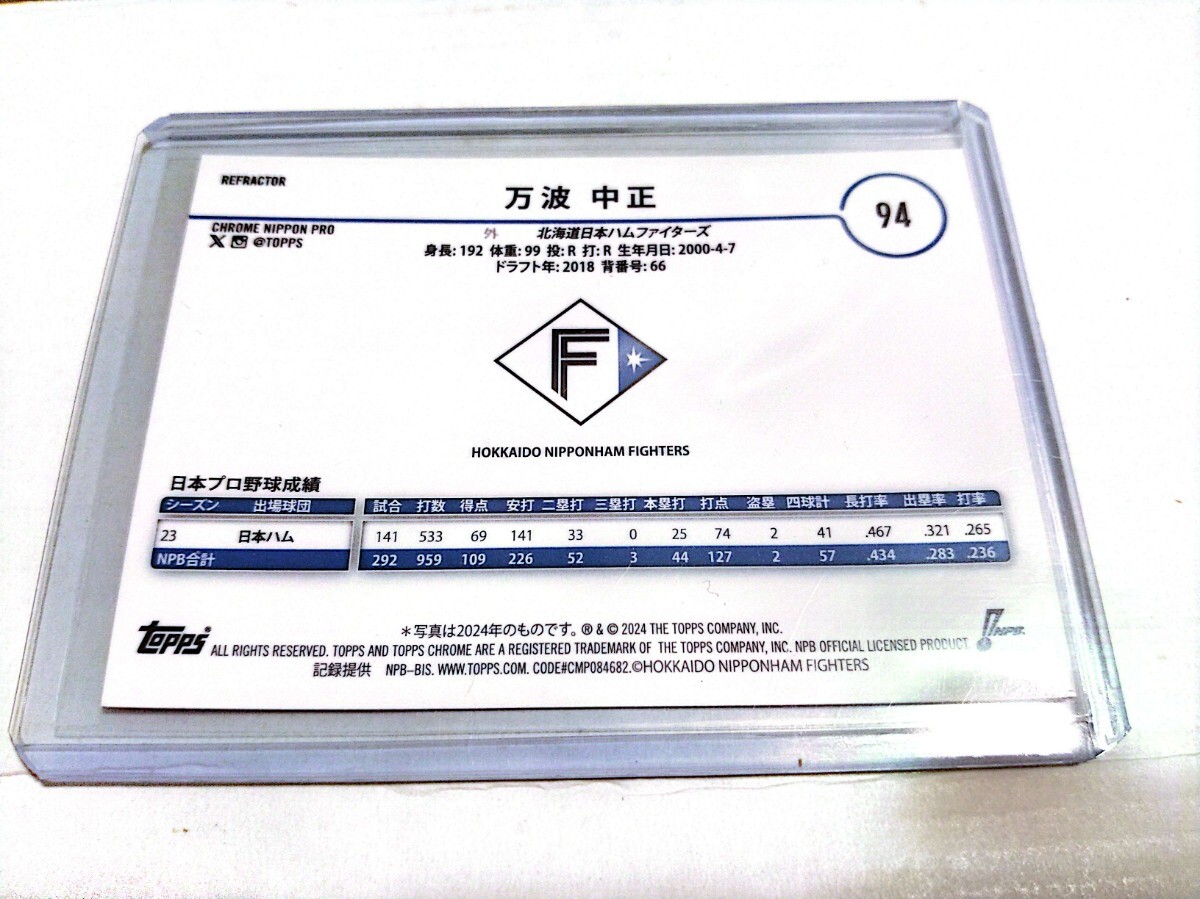 REFRACTOR
万波 中正
94
CHROME NIPPON PRO
@TOPPS
外 北海道日本ハムファイターズ
身長: 192 体重: 99 投: R 打: R 生年月日: 2000-4-7
ドラフト年: 2018 背番号: 66
F
HOKKAIDO NIPPONHAM FIGHTERS
日本プロ野球成績
シーズン 出場球団 試合 打数 得点 安打 二塁打 三塁打 本塁打 打点 盗塁 四球計 長打率 出塁率 打率
23 日本ハム 141 533 69 141 33 0 25 74 2 41 .467 .321 .265
NPB合計 292 959 109 226 52 3 44 127 2 57 .434 .283 .236
topps®
＊写真は2024年のものです。 ® & © 2024 THE TOPPS COMPANY, INC.
ALL RIGHTS RESERVED. TOPPS AND TOPPS CHROME ARE A REGISTERED TRADEMARK OF THE TOPPS COMPANY, INC. NPB OFFICIAL LICENSED PRODUCT
記録提供 NPB-BIS. WWW.TOPPS.COM. CODE#CMP084682.©HOKKAIDO NIPPONHAM FIGHTERS
NPB